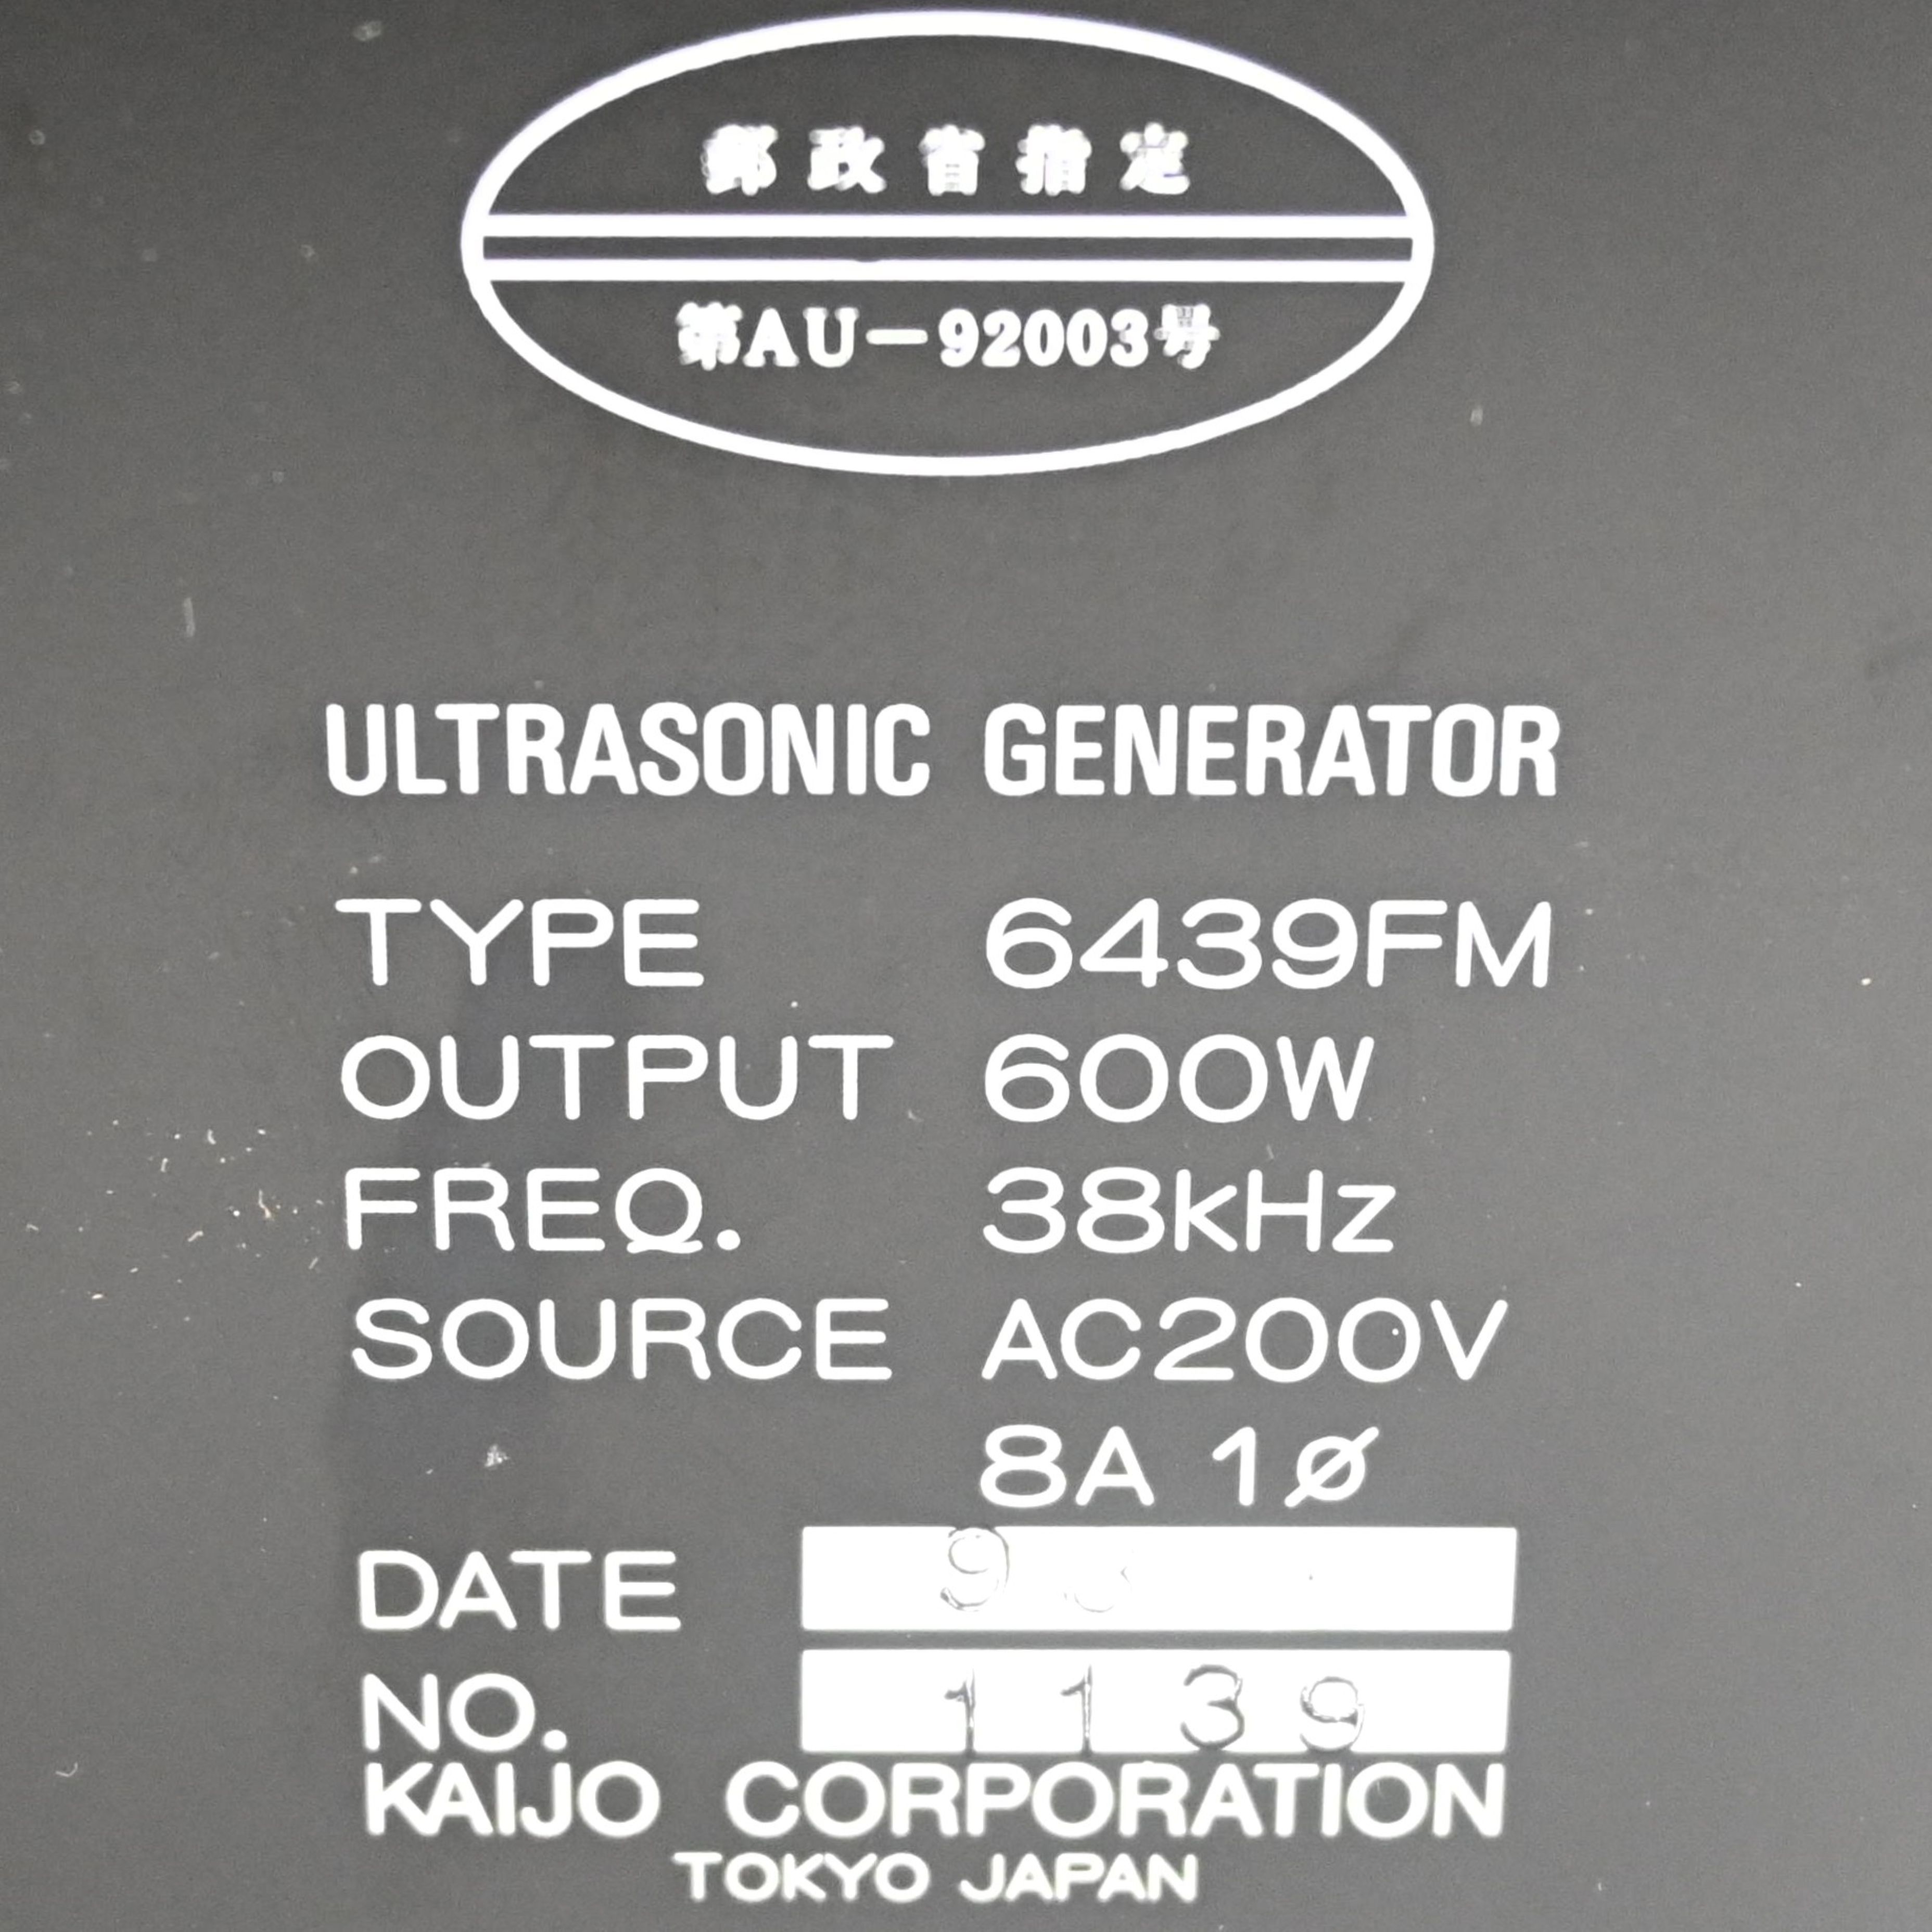 郵政省指定
第AU-92003号
ULTRASONIC GENERATOR
TYPE 6439FM
OUTPUT 600W
FREQ. 38kHz
SOURCE AC200V
8A 1ø
DATE 93
NO. 1139
KAIJO CORPORATION
TOKYO JAPAN